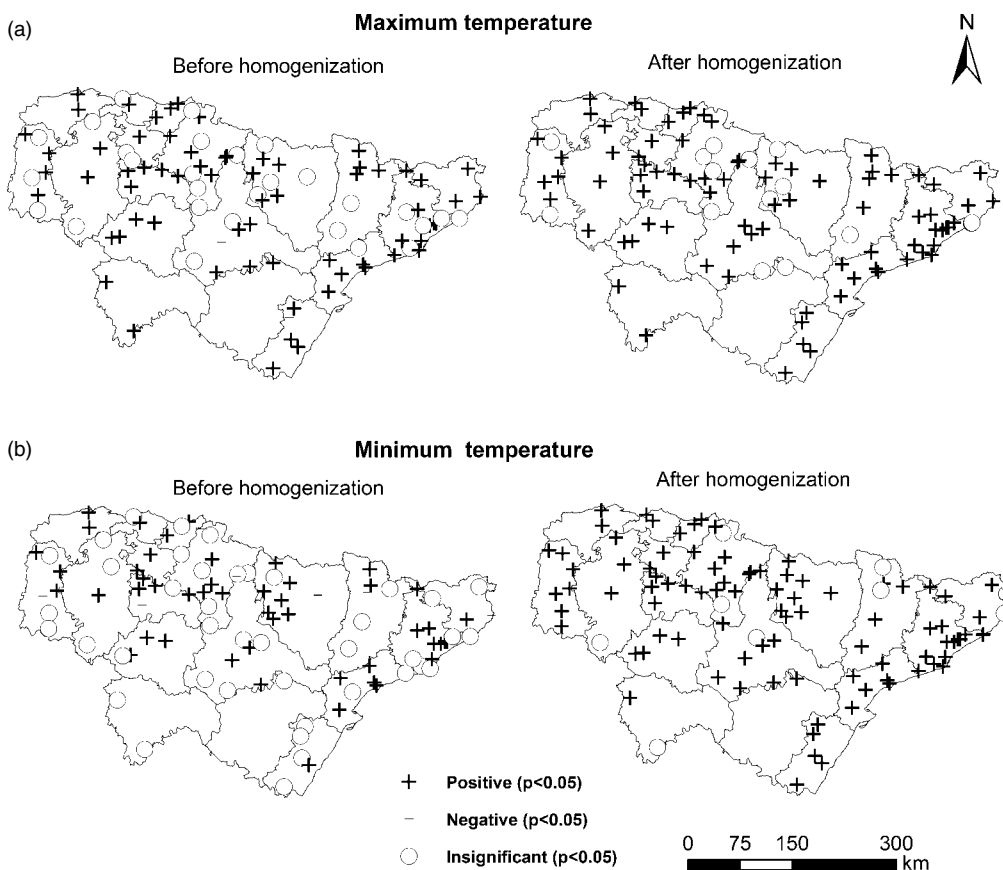 (a)
Maximum temperature
N
Before homogenization
After homogenization
(b)
Minimum temperature
Before homogenization
After homogenization
Positive (p<0.05)
Negative (p<0.05)
Insignificant (p<0.05)
0 75 150 300
km